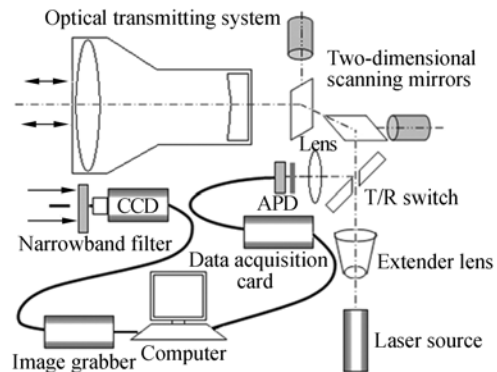 Optical transmitting system
Two-dimensional
scanning mirrors
Lens
APD
T/R switch
CCD
Narrowband filter
Data acquisition
card
Extender lens
Image grabber
Computer
Laser source